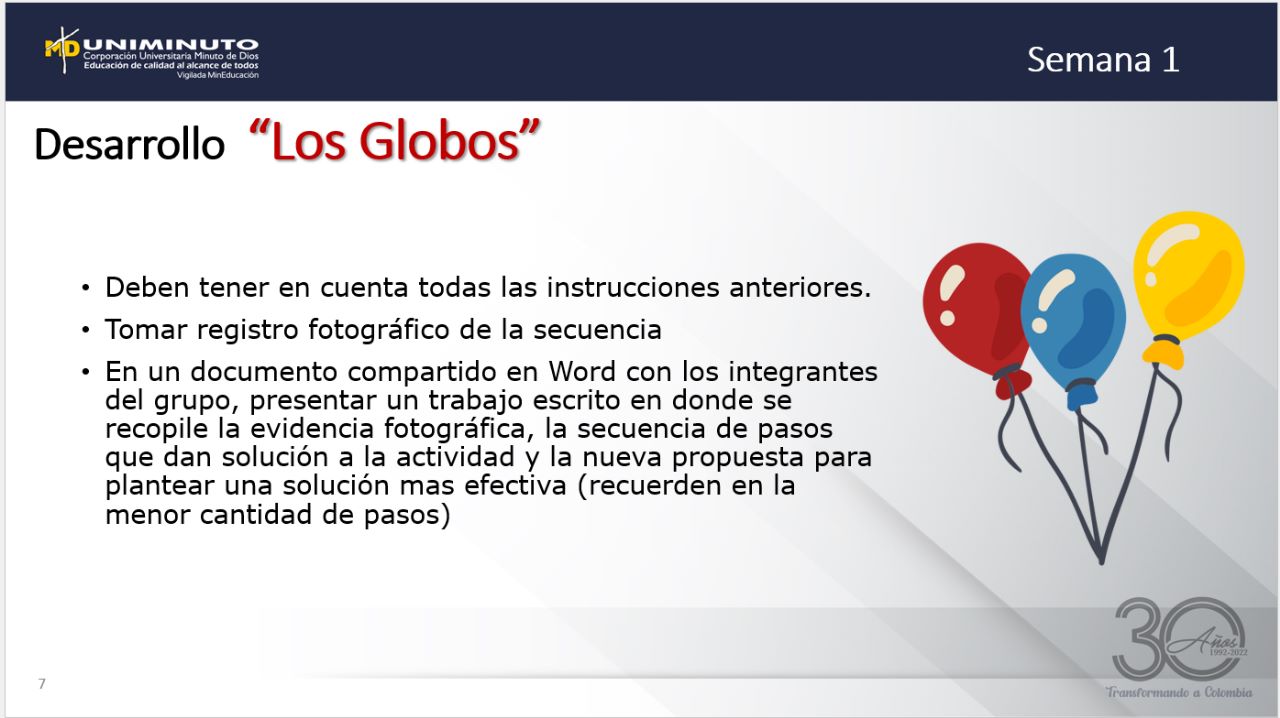 MD UNIMINUTO
Corporación Universitaria Minuto de Dios
Educación de calidad al alcance de todos
Vigilada MinEducación
Semana 1
Desarrollo “Los Globos”
• Deben tener en cuenta todas las instrucciones anteriores.
• Tomar registro fotográfico de la secuencia
• En un documento compartido en Word con los integrantes
del grupo, presentar un trabajo escrito en donde se
recopile la evidencia fotográfica, la secuencia de pasos
que dan solución a la actividad y la nueva propuesta para
plantear una solución mas efectiva (recuerden en la
menor cantidad de pasos)
30 Años
1992-2022
Transformando a Colombia
7